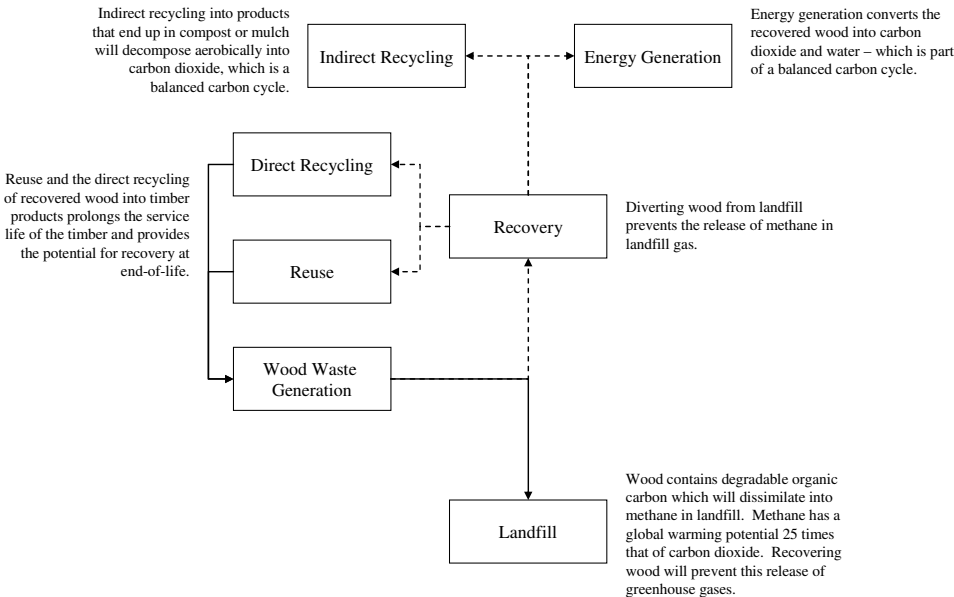 Indirect recycling into products
that end up in compost or mulch
will decompose aerobically into
carbon dioxide, which is a
balanced carbon cycle.
Indirect Recycling
Energy Generation
Energy generation converts the
recovered wood into carbon
dioxide and water – which is part
of a balanced carbon cycle.
Direct Recycling
Reuse and the direct recycling
of recovered wood into timber
products prolongs the service
life of the timber and provides
the potential for recovery at
end-of-life.
Recovery
Diverting wood from landfill
prevents the release of methane in
landfill gas.
Reuse
Wood Waste
Generation
Landfill
Wood contains degradable organic
carbon which will dissimilate into
methane in landfill.  Methane has a
global warming potential 25 times
that of carbon dioxide.  Recovering
wood will prevent this release of
greenhouse gases.